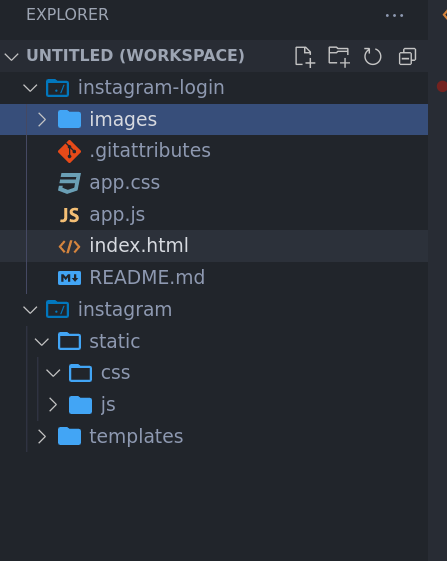 EXPLORER
UNTITLED (WORKSPACE)
instagram-login
images
.gitattributes
app.css
JS app.js
index.html
README.md
instagram
static
css
js
templates